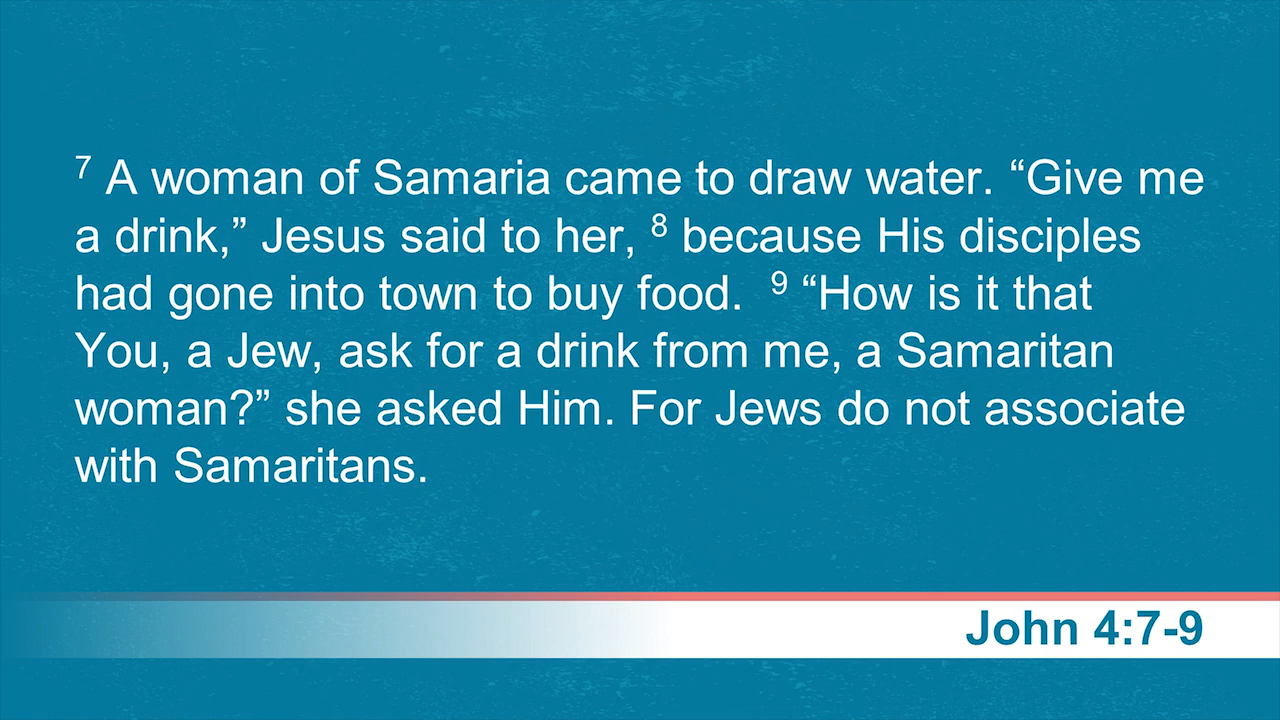 7 A woman of Samaria came to draw water. “Give me
a drink,” Jesus said to her, 8 because His disciples
had gone into town to buy food.  9 “How is it that
You, a Jew, ask for a drink from me, a Samaritan
woman?” she asked Him. For Jews do not associate
with Samaritans.
John 4:7-9